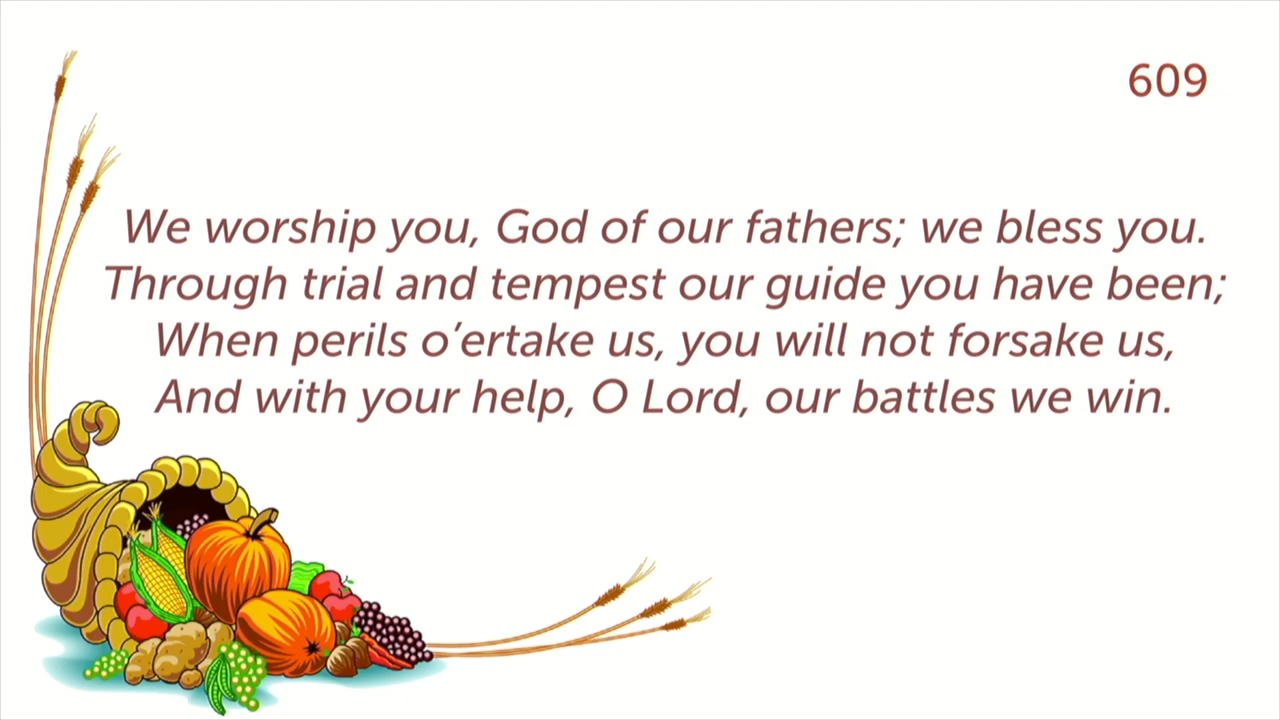 609
We worship you, God of our fathers; we bless you.
Through trial and tempest our guide you have been;
When perils o’ertake us, you will not forsake us,
And with your help, O Lord, our battles we win.